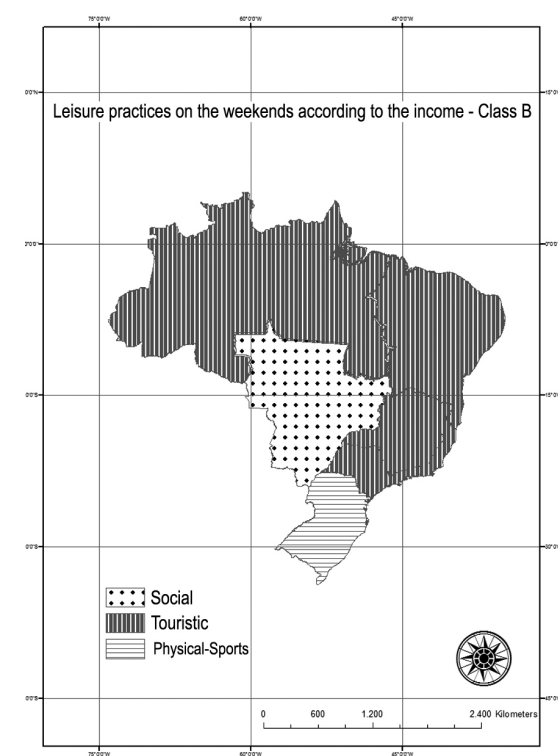 75°0'0"W 60°0'0"W 45°0'0"W
Leisure practices on the weekends according to the income - Class B
Social
Touristic
Physical-Sports
0 600 1.200 2.400 Kilometers
75°0'0"W 60°0'0"W 45°0'0"W